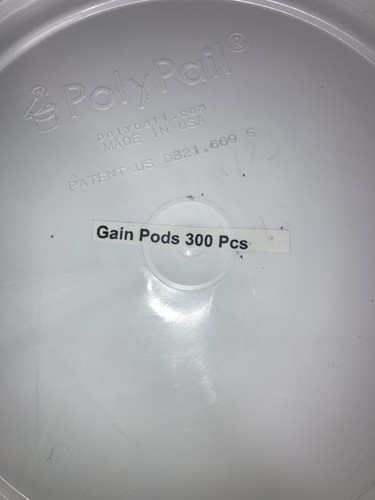 PolyPail®
polypail.com
MADE IN USA
PATENT US D821,669 S
Gain Pods 300 Pcs